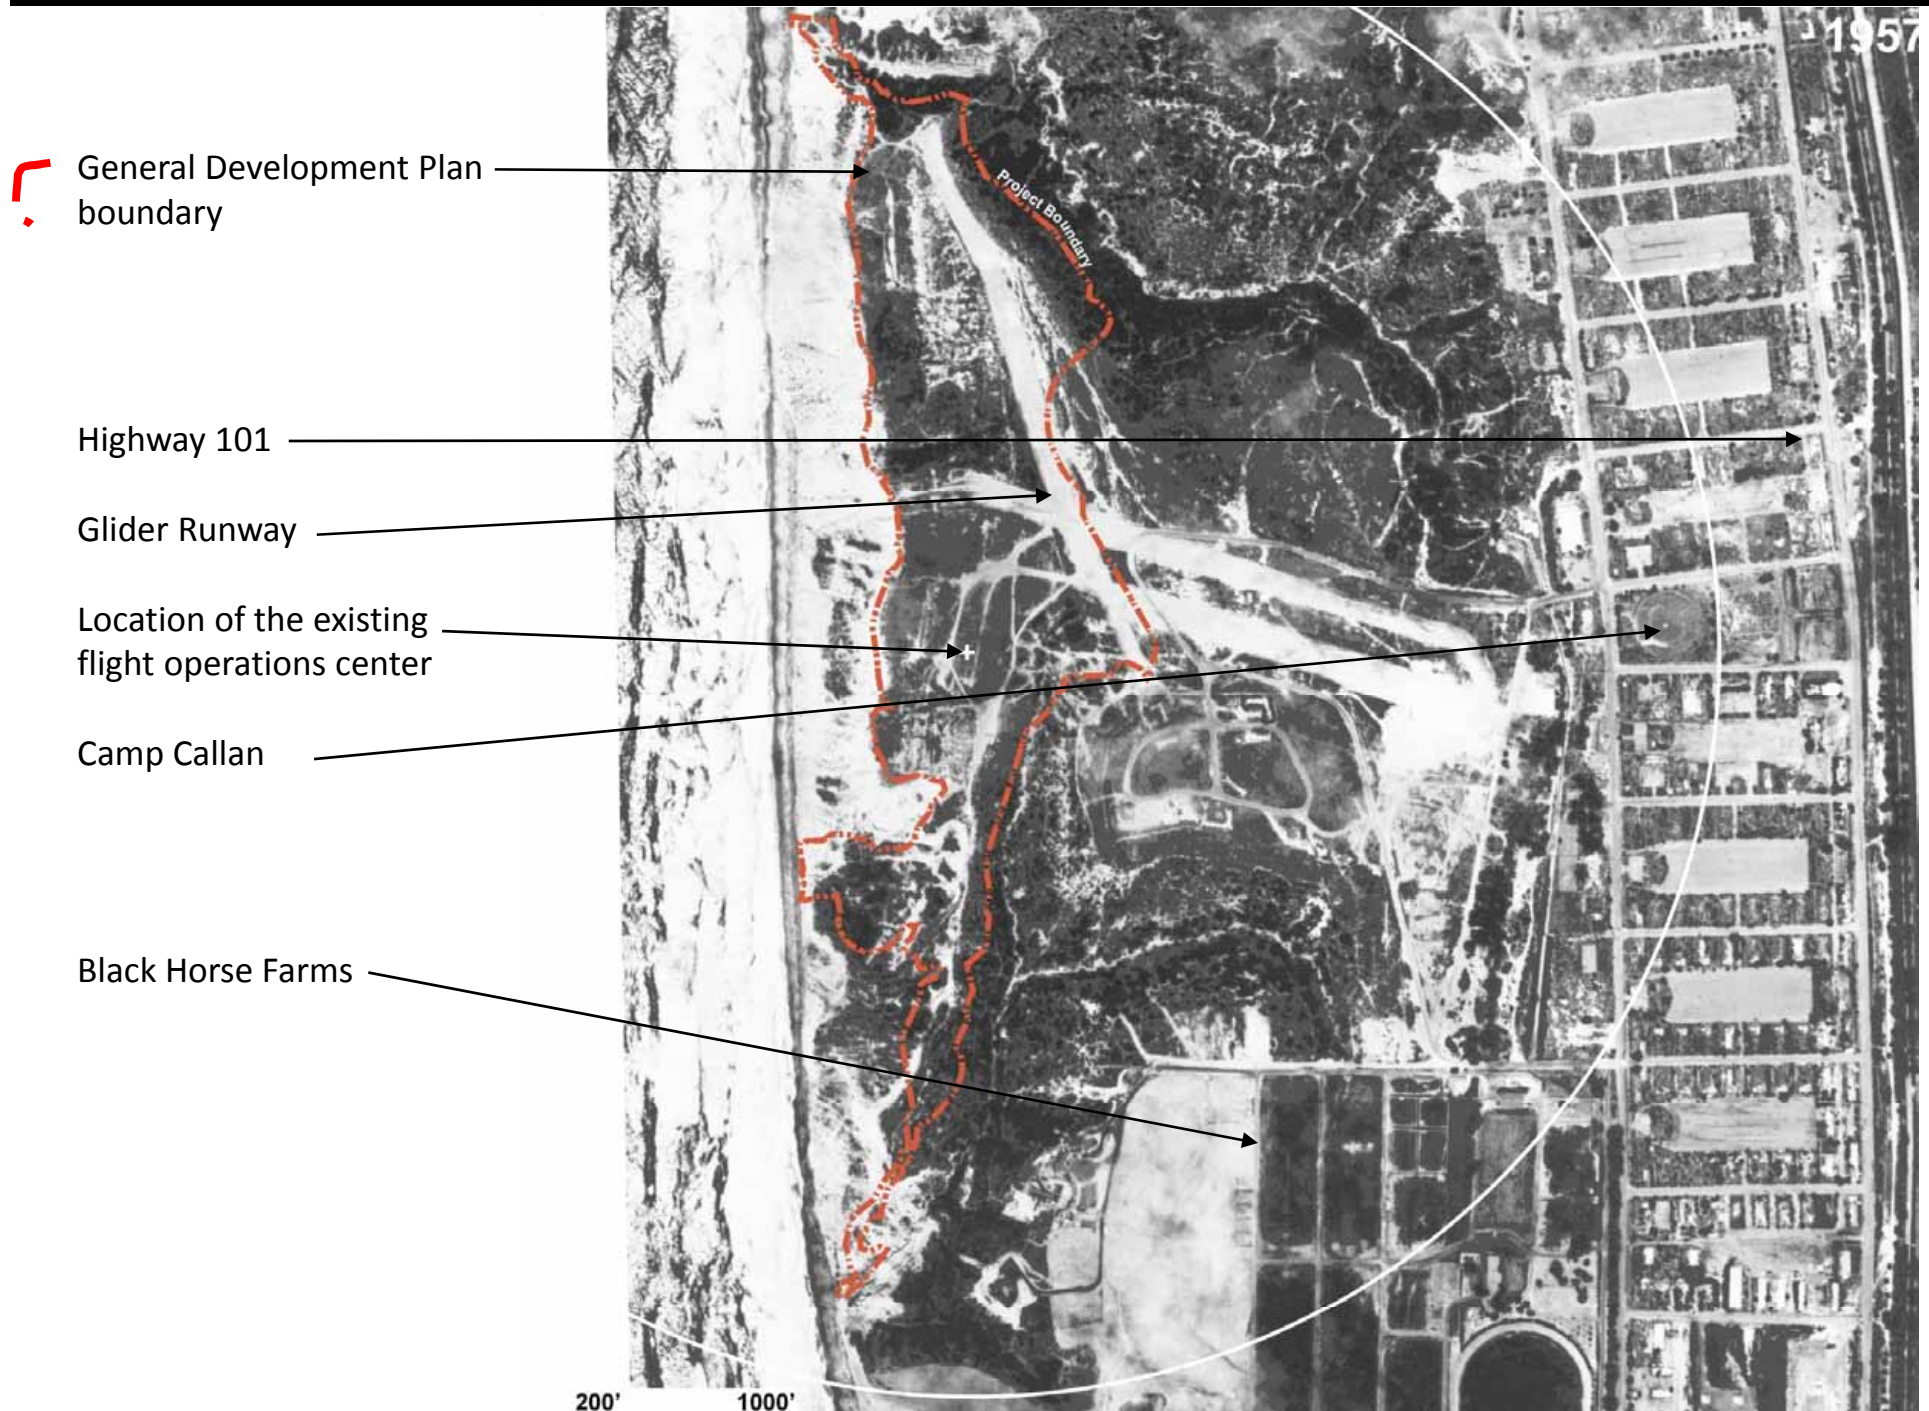 1957
General Development Plan
boundary
Project Boundary
Highway 101
Glider Runway
Location of the existing
flight operations center
Camp Callan
Black Horse Farms
200’
1000’